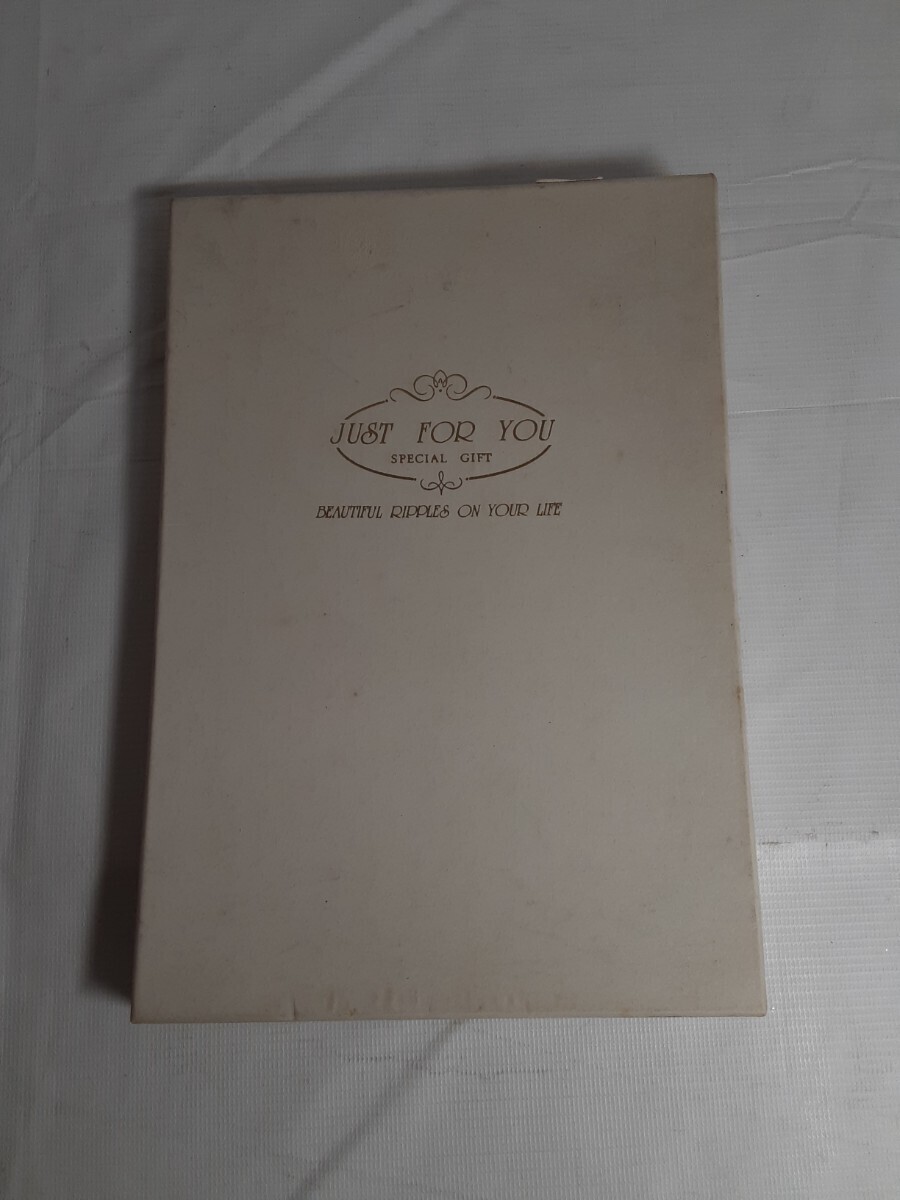 JUST FOR YOU
SPECIAL GIFT
BEAUTIFUL RIPPLES ON YOUR LIFE